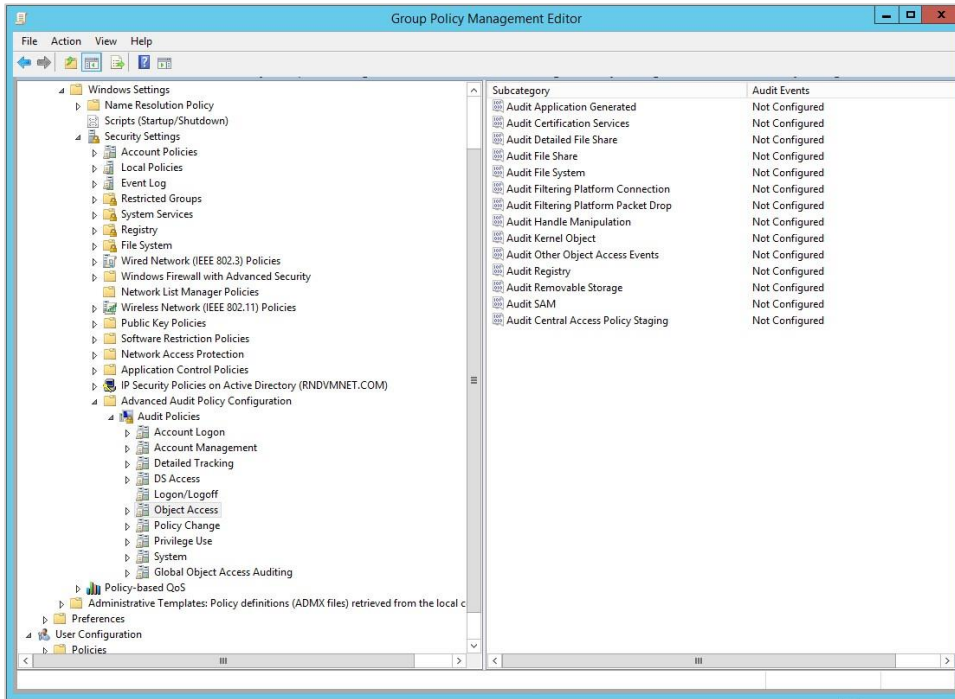 Group Policy Management Editor
File Action View Help
Windows Settings
Name Resolution Policy
Scripts (Startup/Shutdown)
Security Settings
Account Policies
Local Policies
Event Log
Restricted Groups
System Services
Registry
File System
Wired Network (IEEE 802.3) Policies
Windows Firewall with Advanced Security
Network List Manager Policies
Wireless Network (IEEE 802.11) Policies
Public Key Policies
Software Restriction Policies
Network Access Protection
Application Control Policies
IP Security Policies on Active Directory (RNDVMNET.COM)
Advanced Audit Policy Configuration
Audit Policies
Account Logon
Account Management
Detailed Tracking
DS Access
Logon/Logoff
Object Access
Policy Change
Privilege Use
System
Global Object Access Auditing
Policy-based QoS
Administrative Templates: Policy definitions (ADMX files) retrieved from the local c
Preferences
User Configuration
Policies
Subcategory Audit Events
Audit Application Generated Not Configured
Audit Certification Services Not Configured
Audit Detailed File Share Not Configured
Audit File Share Not Configured
Audit File System Not Configured
Audit Filtering Platform Connection Not Configured
Audit Filtering Platform Packet Drop Not Configured
Audit Handle Manipulation Not Configured
Audit Kernel Object Not Configured
Audit Other Object Access Events Not Configured
Audit Registry Not Configured
Audit Removable Storage Not Configured
Audit SAM Not Configured
Audit Central Access Policy Staging Not Configured